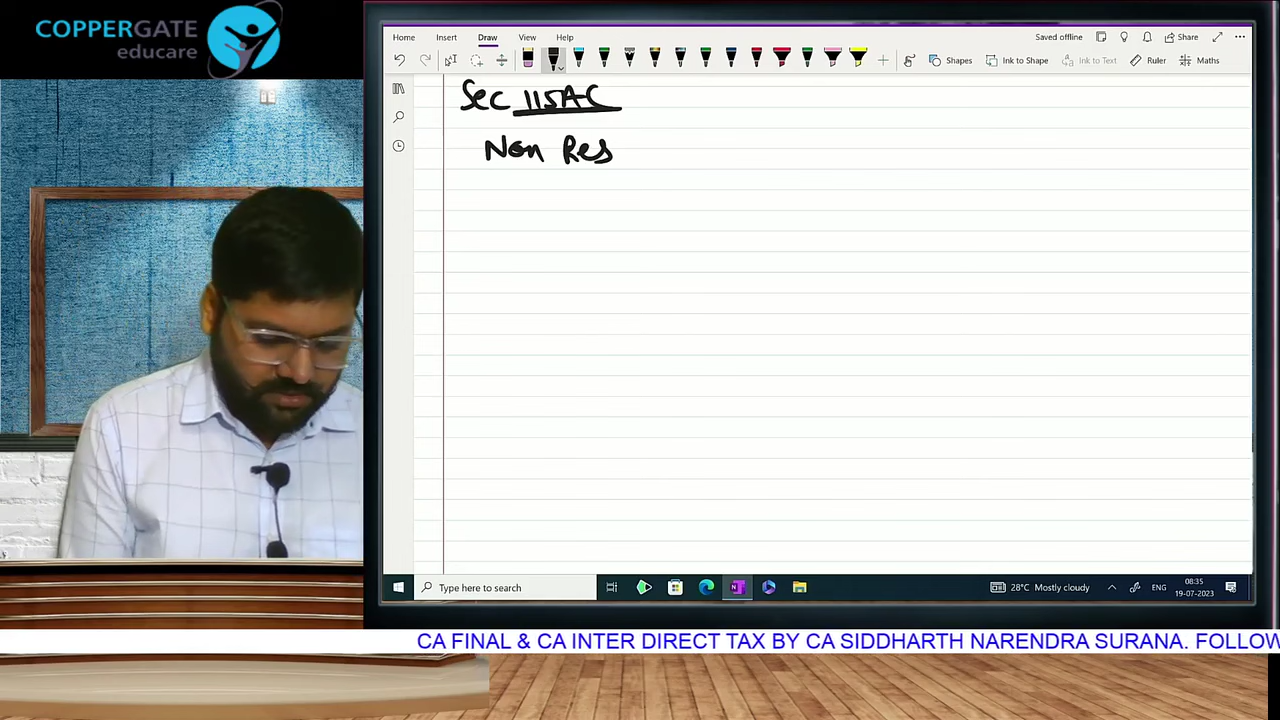 COPPERGATE
educare
Home Insert Draw View Help
Saved offline
Share
Shapes
Ink to Shape
Ink to Text
Ruler
Maths
Sec 115AC
Non Res
Type here to search
28°C Mostly cloudy
ENG
08:35
19-07-2023
CA FINAL & CA INTER DIRECT TAX BY CA SIDDHARTH NARENDRA SURANA. FOLLOW